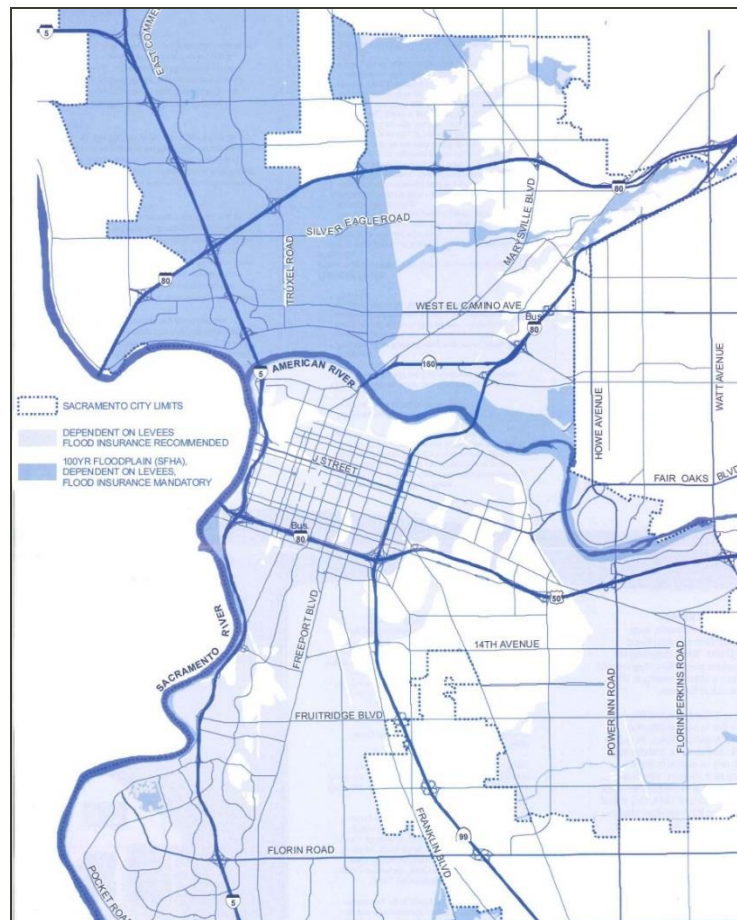 5
EAST COMME
80
SILVER EAGLE ROAD
MARYSVILLE BLVD
TRUXEL ROAD
80
WEST EL CAMINO AVE
Bus.
80
160
5
AMERICAN RIVER
HOWE AVENUE
WATT AVENUE
SACRAMENTO CITY LIMITS
DEPENDENT ON LEVEES
FLOOD INSURANCE RECOMMENDED
100YR FLOODPLAIN (SFHA),
DEPENDENT ON LEVEES,
FLOOD INSURANCE MANDATORY
J STREET
FAIR OAKS BLVD
Bus.
80
50
FREEPORT BLVD
SACRAMENTO RIVER
14TH AVENUE
POWER INN ROAD
FLORIN PERKINS ROAD
FRUITRIDGE BLVD
FRANKLIN BLVD
99
FLORIN ROAD
POCKET ROAD
5